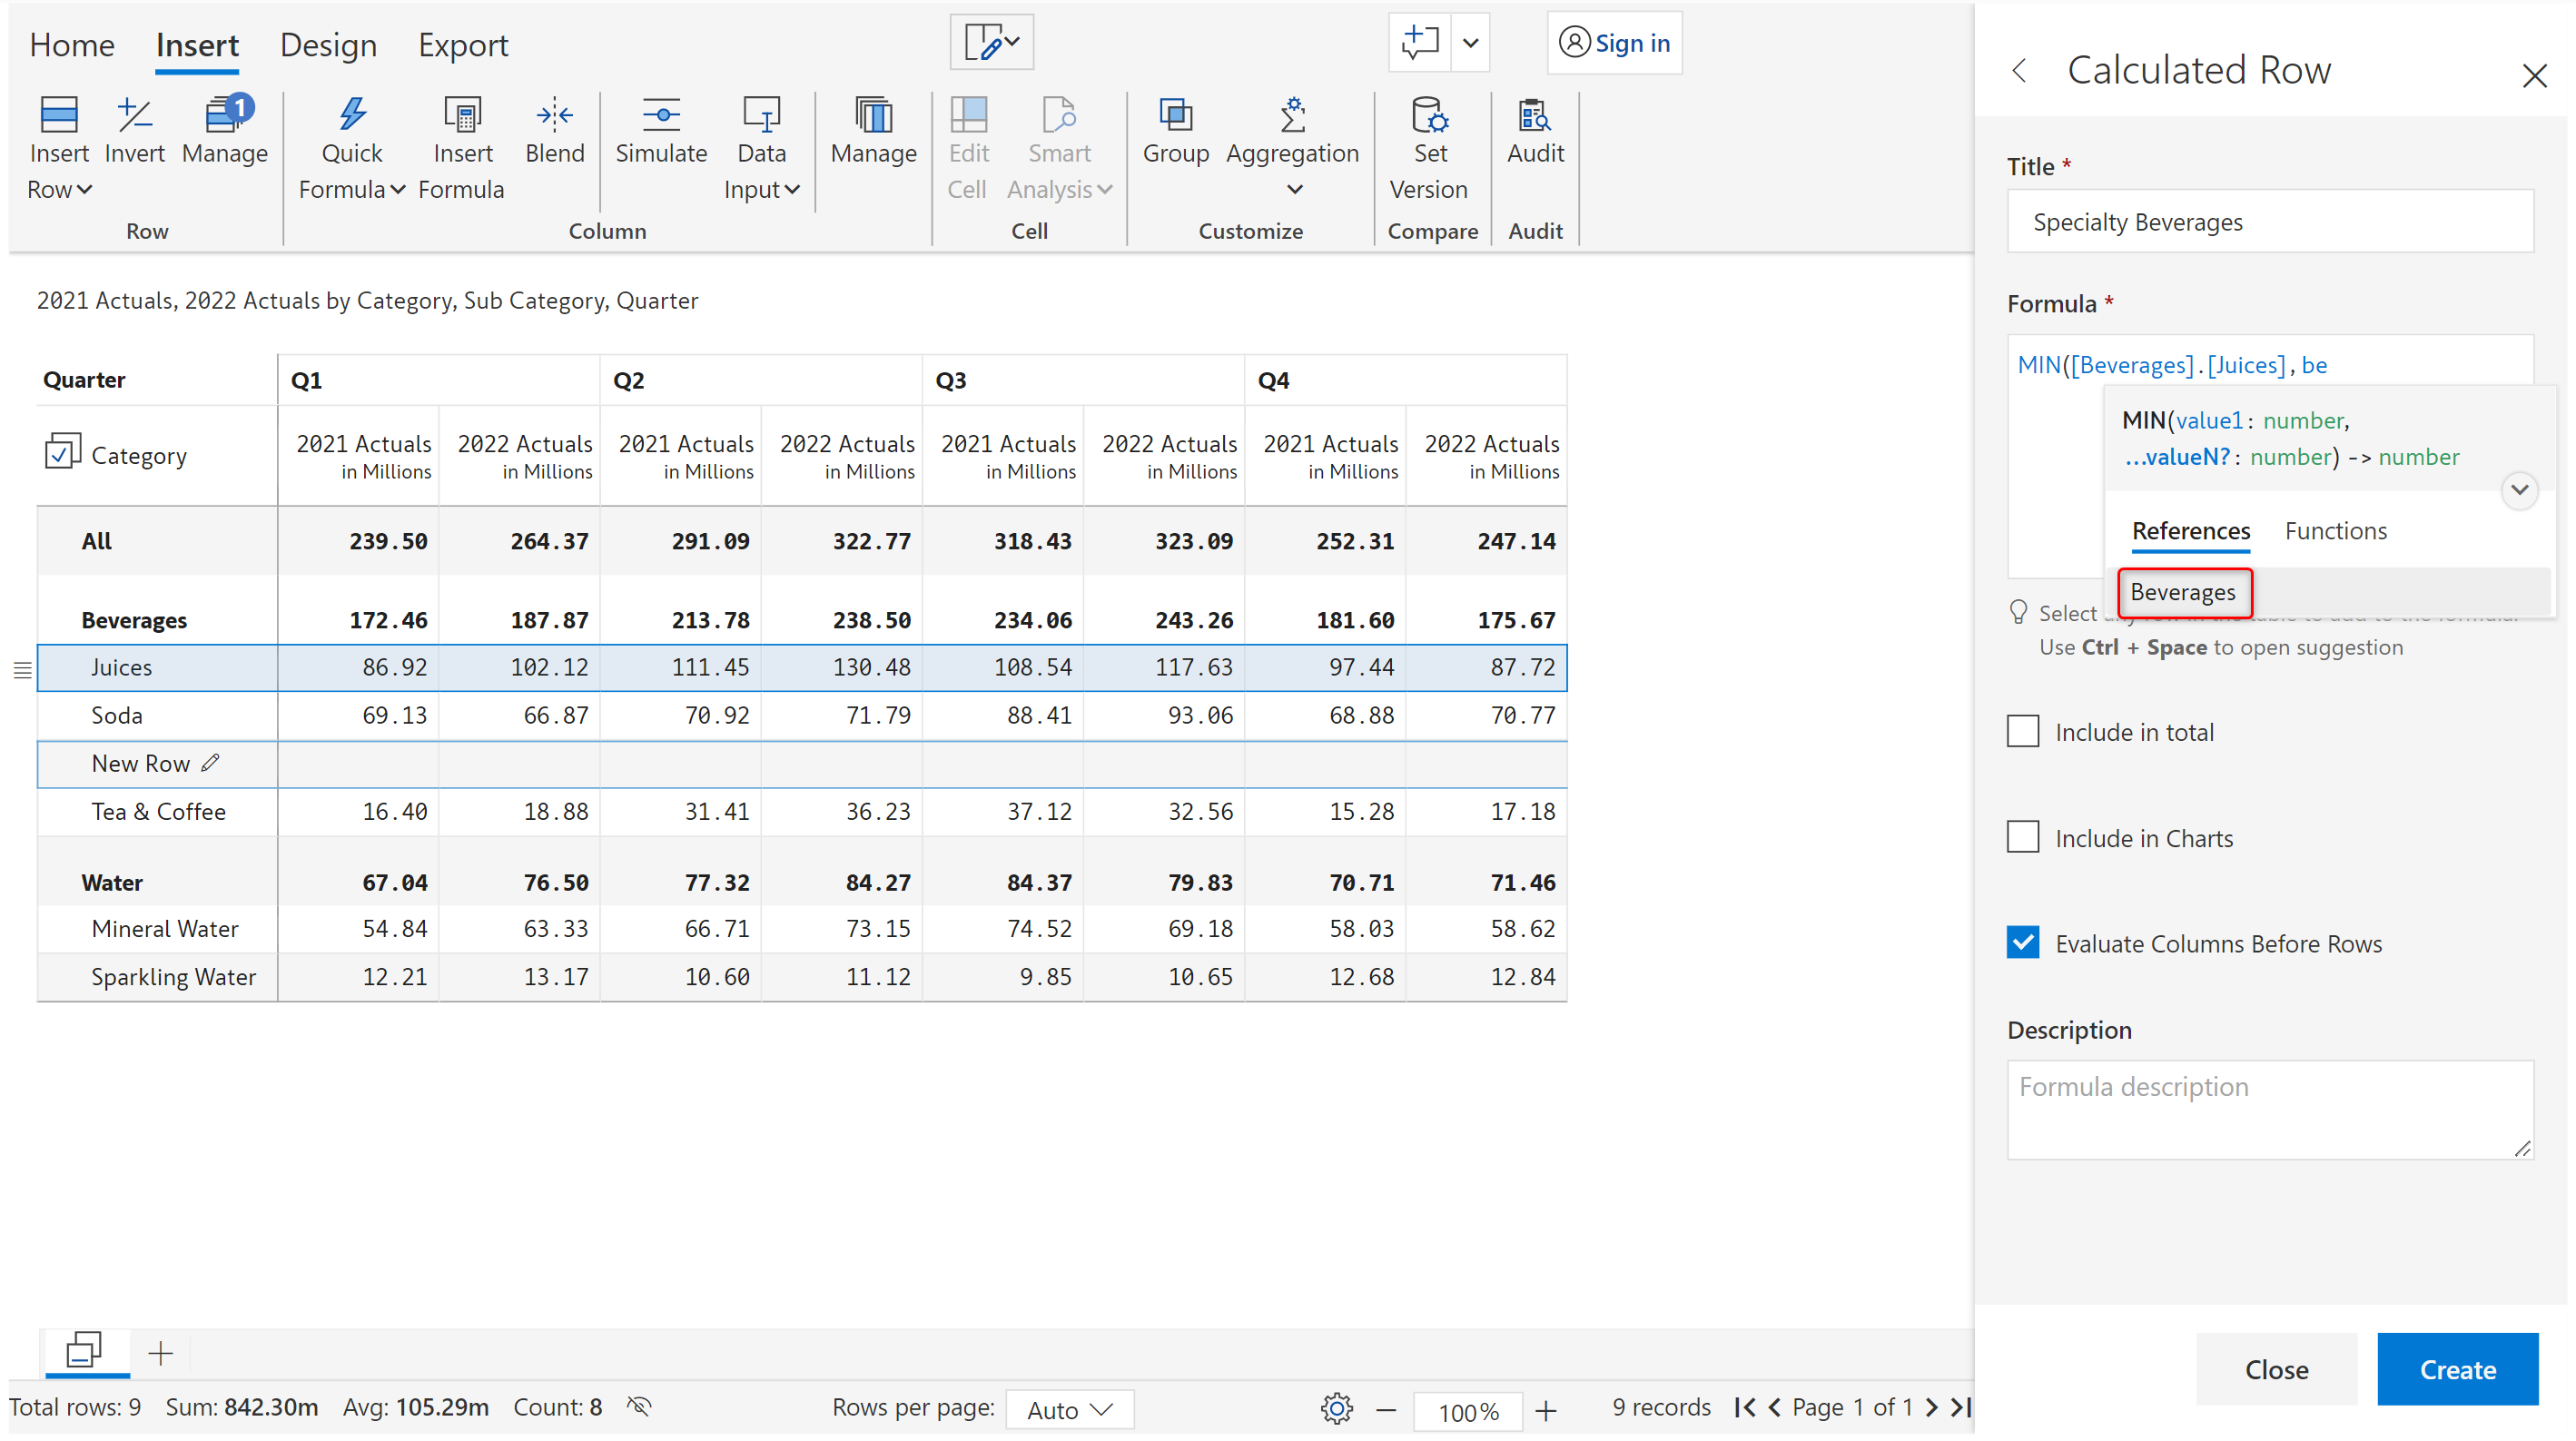 Home Insert Design Export
Sign in
Insert Row
Invert
Manage
1
Quick Formula
Insert Formula
Blend
Simulate
Data Input
Manage
Edit Cell
Smart Analysis
Group
Aggregation
Set Version
Audit
Row
Column
Cell
Customize
Compare
Audit
2021 Actuals, 2022 Actuals by Category, Sub Category, Quarter
Quarter Q1 Q2 Q3 Q4
Category 2021 Actuals 2022 Actuals 2021 Actuals 2022 Actuals 2021 Actuals 2022 Actuals 2021 Actuals 2022 Actuals
in Millions in Millions in Millions in Millions in Millions in Millions in Millions in Millions
All 239.50 264.37 291.09 322.77 318.43 323.09 252.31 247.14
Beverages 172.46 187.87 213.78 238.50 234.06 243.26 181.60 175.67
Juices 86.92 102.12 111.45 130.48 108.54 117.63 97.44 87.72
Soda 69.13 66.87 70.92 71.79 88.41 93.06 68.88 70.77
New Row
Tea & Coffee 16.40 18.88 31.41 36.23 37.12 32.56 15.28 17.18
Water 67.04 76.50 77.32 84.27 84.37 79.83 70.71 71.46
Mineral Water 54.84 63.33 66.71 73.15 74.52 69.18 58.03 58.62
Sparkling Water 12.21 13.17 10.60 11.12 9.85 10.65 12.68 12.84
Total rows: 9 Sum: 842.30m Avg: 105.29m Count: 8 Rows per page: Auto 100% 9 records Page 1 of 1
Calculated Row
Title *
Specialty Beverages
Formula *
MIN([Beverages].[Juices], be
MIN(value1: number,
...valueN?: number) -> number
References Functions
Beverages
Select any row in the table to add to the formula.
Use Ctrl + Space to open suggestion
Include in total
Include in Charts
Evaluate Columns Before Rows
Description
Formula description
Close Create